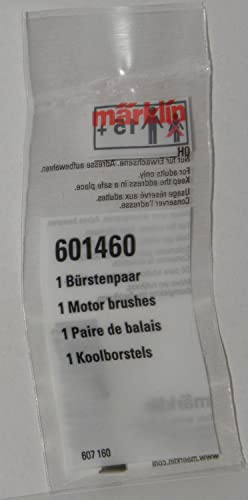 märklin
HO
Nur für Erwachsene. Adresse aufbewahren.
For adults only.
Keep the address in a safe place.
Usage réservé aux adultes.
Conserver l'adresse.
601460
1 Bürstenpaar
1 Motor brushes
1 Paire de balais
1 Koolborstels
607 160
www.maerklin.com